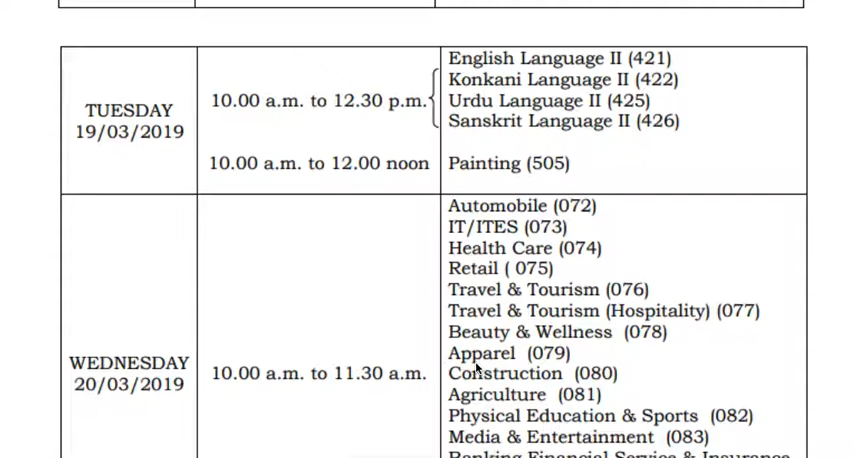 TUESDAY
19/03/2019
10.00 a.m. to 12.30 p.m.
English Language II (421)
Konkani Language II (422)
Urdu Language II (425)
Sanskrit Language II (426)
10.00 a.m. to 12.00 noon
Painting (505)
WEDNESDAY
20/03/2019
10.00 a.m. to 11.30 a.m.
Automobile (072)
IT/ITES (073)
Health Care (074)
Retail ( 075)
Travel & Tourism (076)
Travel & Tourism (Hospitality) (077)
Beauty & Wellness (078)
Apparel (079)
Construction (080)
Agriculture (081)
Physical Education & Sports (082)
Media & Entertainment (083)
Banking Financial Service & Insurance